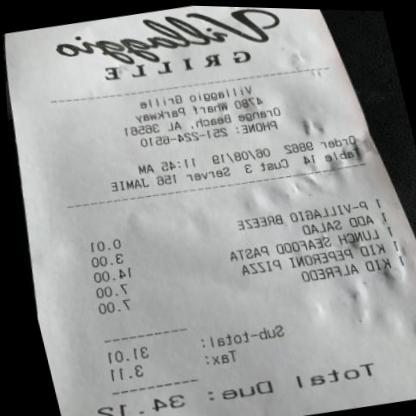 Villaggio
GRILLE
Villaggio Grille
4790 Wharf Parkway
Orange Beach, AL 36561
PHONE: 251-224-6510
Order 9862 06/08/19 11:45 AM
Table 14 Cust 3 Server 156 JAMIE
1 P-VILLAGIO BREEZE 0.01
1 ADD SALAD 3.00
1 LUNCH SEAFOOD PASTA 14.00
1 KID PEPERONI PIZZA 7.00
1 KID ALFREDO 7.00
Sub-total: 31.01
Tax: 3.11
Total Due: 34.12